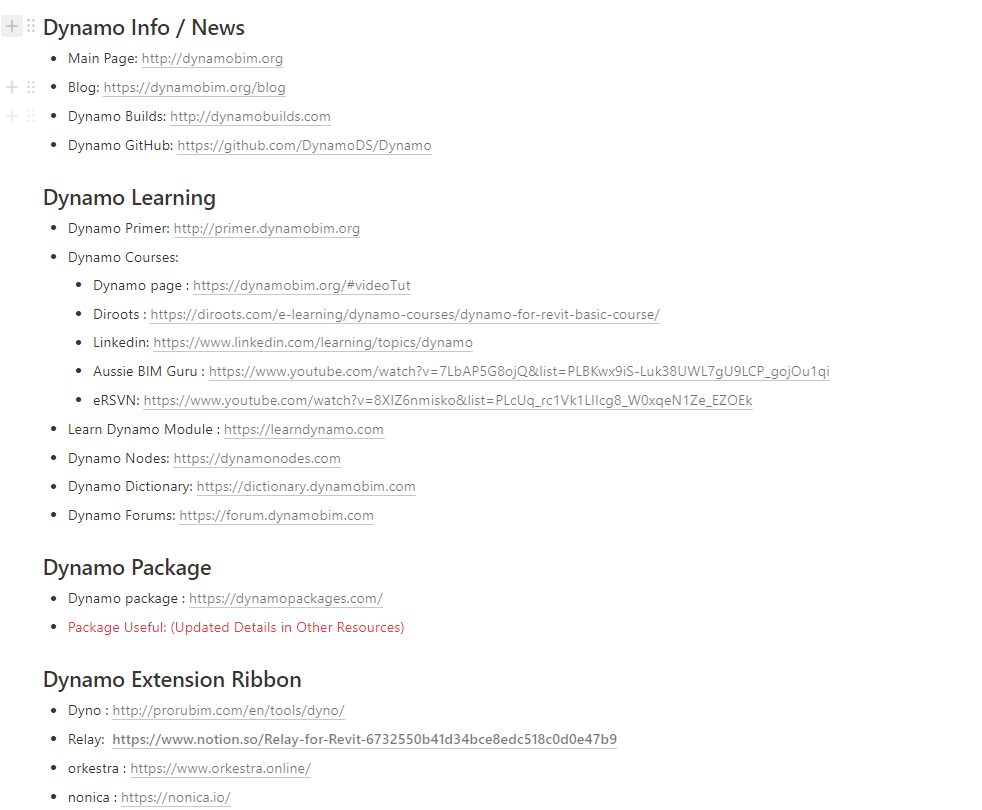 Dynamo Info / News
Main Page: http://dynamobim.org
Blog: https://dynamobim.org/blog
Dynamo Builds: http://dynamobuilds.com
Dynamo GitHub: https://github.com/DynamoDS/Dynamo
Dynamo Learning
Dynamo Primer: http://primer.dynamobim.org
Dynamo Courses:
Dynamo page : https://dynamobim.org/#videoTut
Diroots : https://diroots.com/e-learning/dynamo-courses/dynamo-for-revit-basic-course/
Linkedin: https://www.linkedin.com/learning/topics/dynamo
Aussie BIM Guru : https://www.youtube.com/watch?v=7LbAP5G8ojQ&list=PLBKwx9iS-Luk38UWL7gU9LCP_gojOu1qi
eRSVN: https://www.youtube.com/watch?v=8XIZ6nmisko&list=PLcUq_rc1Vk1LlIcg8_W0xqeN1Ze_EZOEk
Learn Dynamo Module : https://learndynamo.com
Dynamo Nodes: https://dynamonodes.com
Dynamo Dictionary: https://dictionary.dynamobim.com
Dynamo Forums: https://forum.dynamobim.com
Dynamo Package
Dynamo package : https://dynamopackages.com/
Package Useful: (Updated Details in Other Resources)
Dynamo Extension Ribbon
Dyno : http://prorubim.com/en/tools/dyno/
Relay: https://www.notion.so/Relay-for-Revit-6732550b41d34bce8edc518c0d0e47b9
orkestra : https://www.orkestra.online/
nonica : https://nonica.io/